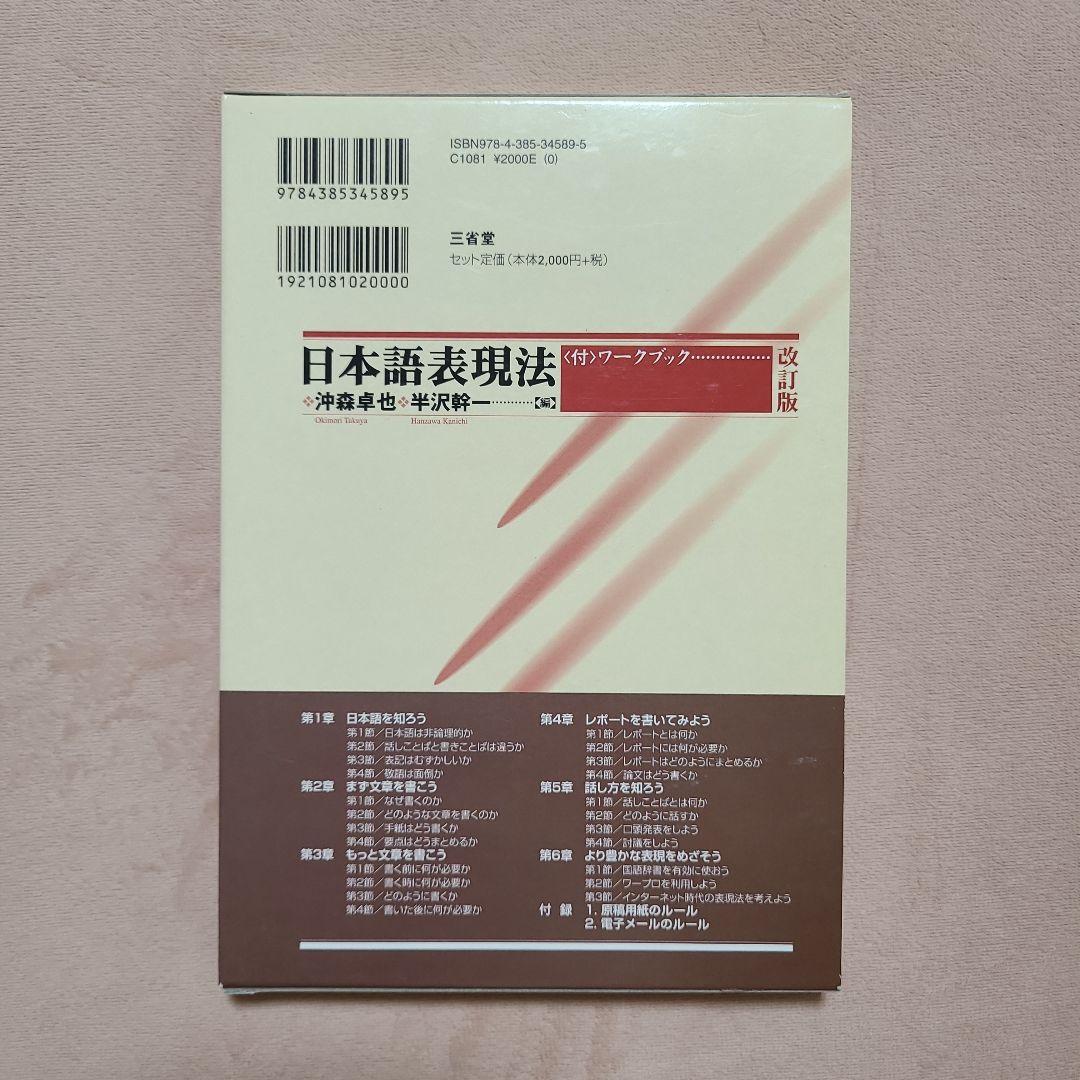 ISBN978-4-385-34589-5
C1081 ¥2000E (0)
9784385345895
三省堂
セット定価(本体2,000円+税)
1921081020000
日本語表現法
〈付〉ワークブック
改訂版
沖森卓也 半沢幹一…………【編】
Okimori Takuya Hanzawa Kanichi
第1章 日本語を知ろう
第1節/日本語は非論理的か
第2節/話しことばと書きことばは違うか
第3節/表記はむずかしいか
第4節/敬語は面倒か
第2章 まず文章を書こう
第1節/なぜ書くのか
第2節/どのような文章を書くのか
第3節/手紙はどう書くか
第4節/要点はどうまとめるか
第3章 もっと文章を書こう
第1節/書く前に何が必要か
第2節/書く時に何が必要か
第3節/どのように書くか
第4節/書いた後に何が必要か
第4章 レポートを書いてみよう
第1節/レポートとは何か
第2節/レポートには何が必要か
第3節/レポートはどのようにまとめるか
第4節/論文はどう書くか
第5章 話し方を知ろう
第1節/話しことばとは何か
第2節/どのように話すか
第3節/口頭発表をしよう
第4節/討議をしよう
第6章 より豊かな表現をめざそう
第1節/国語辞書を有効に使おう
第2節/ワープロを利用しよう
第3節/インターネット時代の表現法を考えよう
付 録 1. 原稿用紙のルール
2. 電子メールのルール